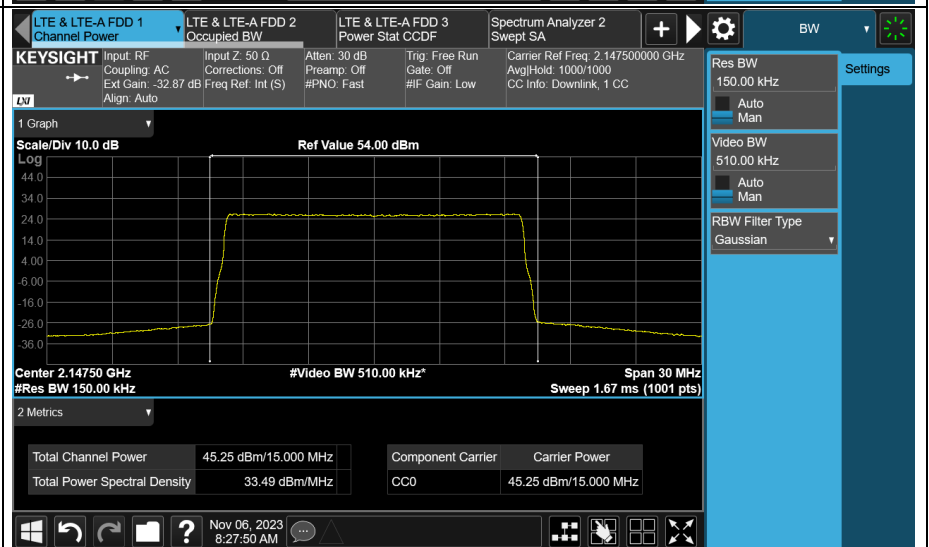 LTE & LTE-A FDD 1
Channel Power
LTE & LTE-A FDD 2
Occupied BW
LTE & LTE-A FDD 3
Power Stat CCDF
Spectrum Analyzer 2
Swept SA
+
BW
KEYSIGHT
LXI
Input: RF
Coupling: AC
Ext Gain: -32.87 dB
Align: Auto
Input Z: 50 Ω
Corrections: Off
Freq Ref: Int (S)
Atten: 30 dB
Preamp: Off
#PNO: Fast
Trig: Free Run
Gate: Off
#IF Gain: Low
Carrier Ref Freq: 2.147500000 GHz
Avg|Hold: 1000/1000
CC Info: Downlink, 1 CC
1 Graph
Scale/Div 10.0 dB
Ref Value 54.00 dBm
Log
44.0
34.0
24.0
14.0
4.00
-6.00
-16.0
-26.0
-36.0
Center 2.14750 GHz
#Video BW 510.00 kHz*
Span 30 MHz
#Res BW 150.00 kHz
Sweep 1.67 ms (1001 pts)
2 Metrics
Total Channel Power 45.25 dBm/15.000 MHz
Total Power Spectral Density 33.49 dBm/MHz
Component Carrier Carrier Power
CC0 45.25 dBm/15.000 MHz
Res BW
150.00 kHz
Auto
Man
Video BW
510.00 kHz
Auto
Man
RBW Filter Type
Gaussian
Settings
?
Nov 06, 2023
8:27:50 AM